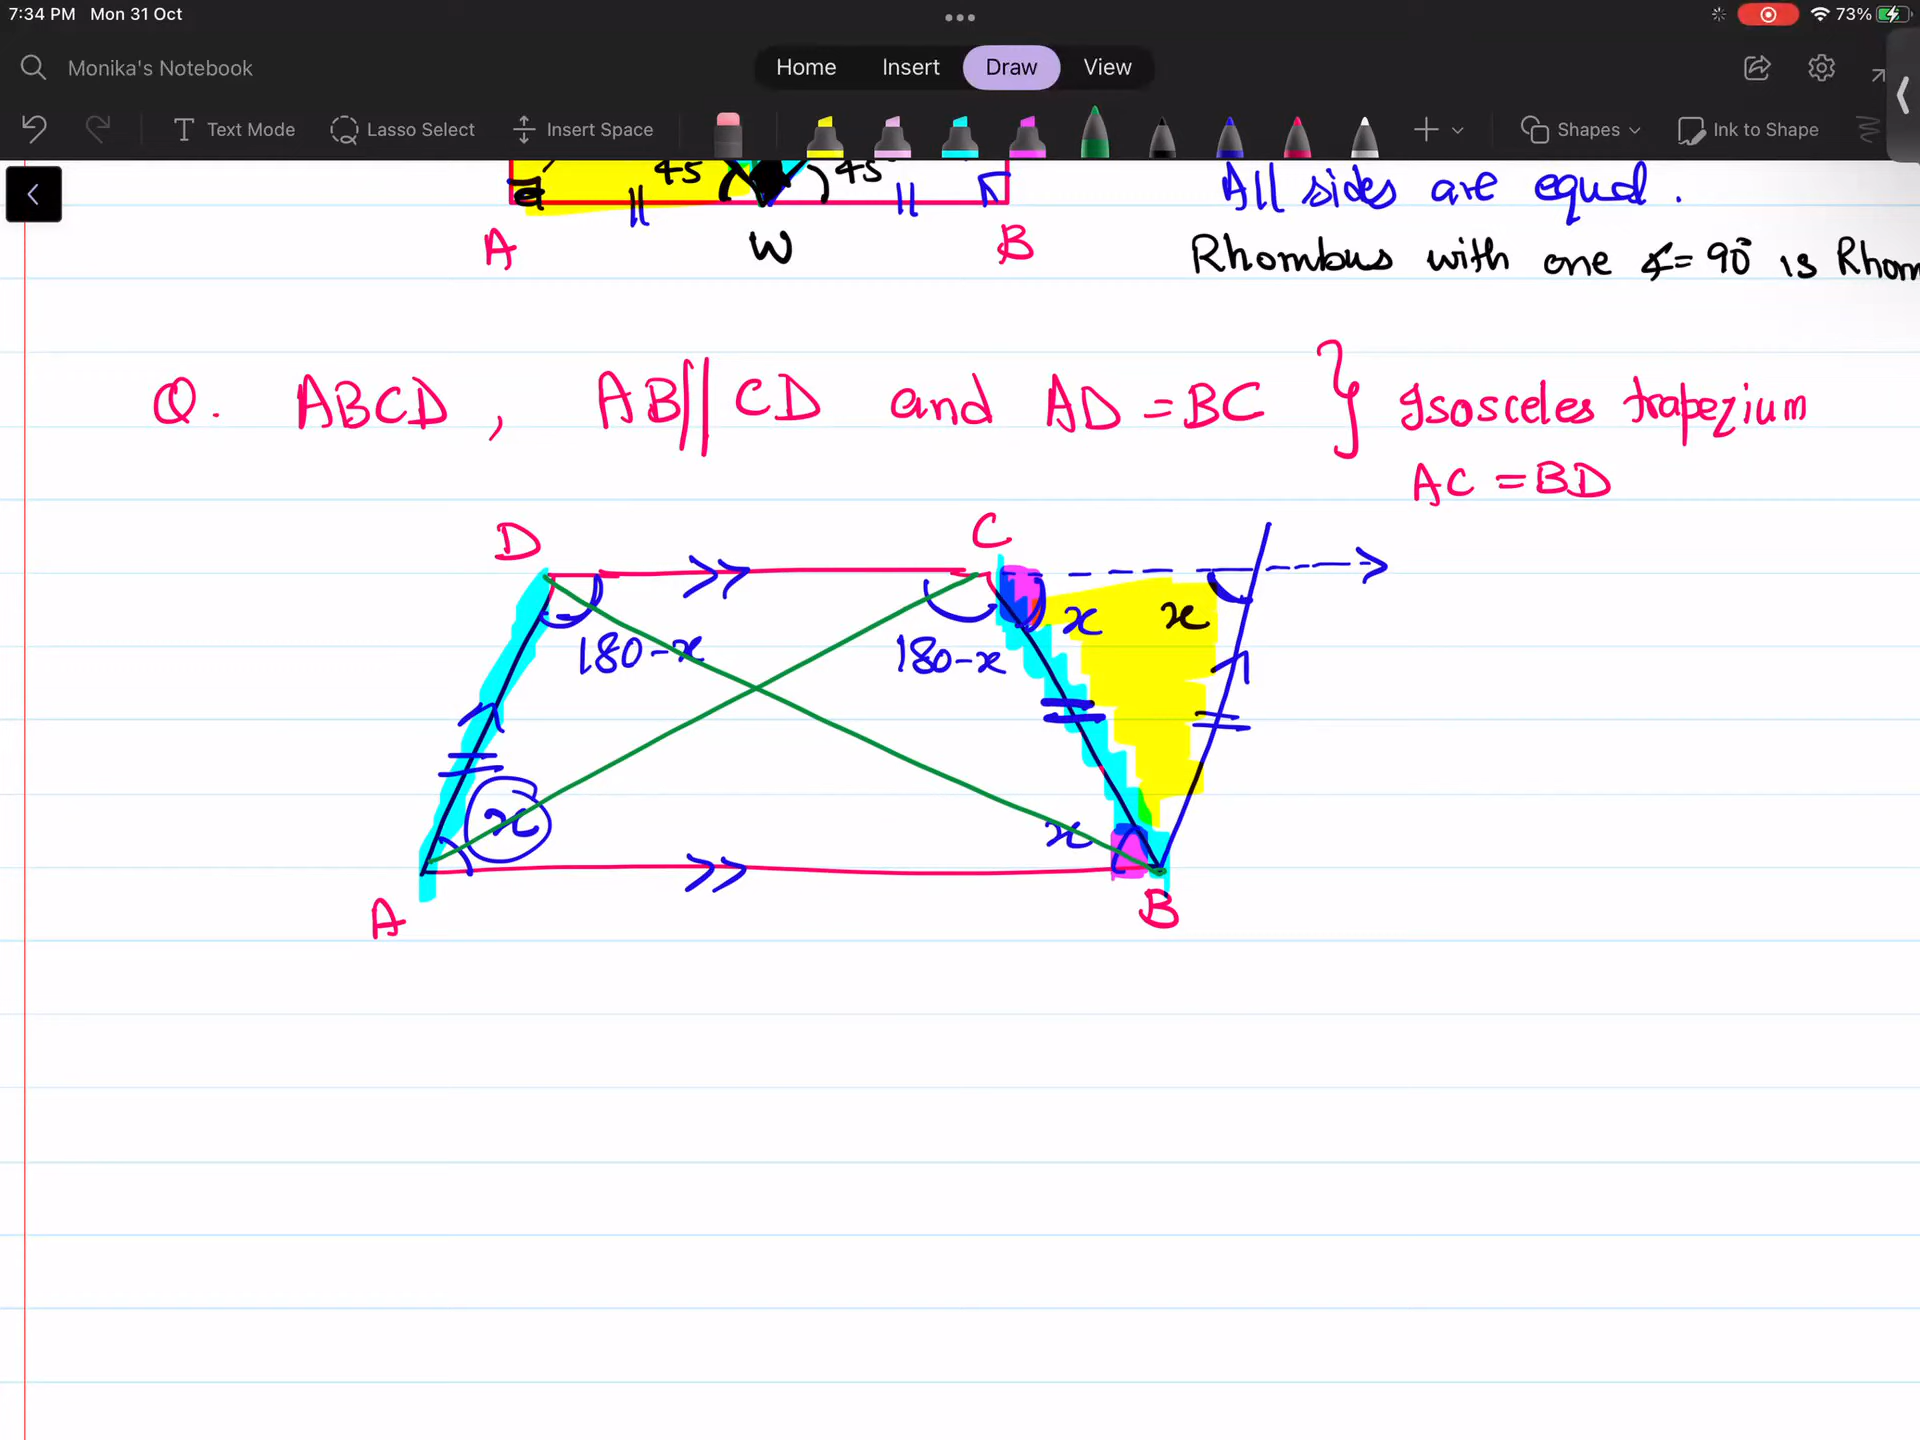 7:34 PM Mon 31 Oct
73%
Monika's Notebook
Home Insert Draw View
Text Mode Lasso Select Insert Space Shapes Ink to Shape
45 45
A W B
All sides are equal.
Rhombus with one ∡= 90° is Rhom
Q. ABCD, AB || CD and AD = BC } Isosceles trapezium
AC = BD
D C
x x
180-x 180-x
x x
A B